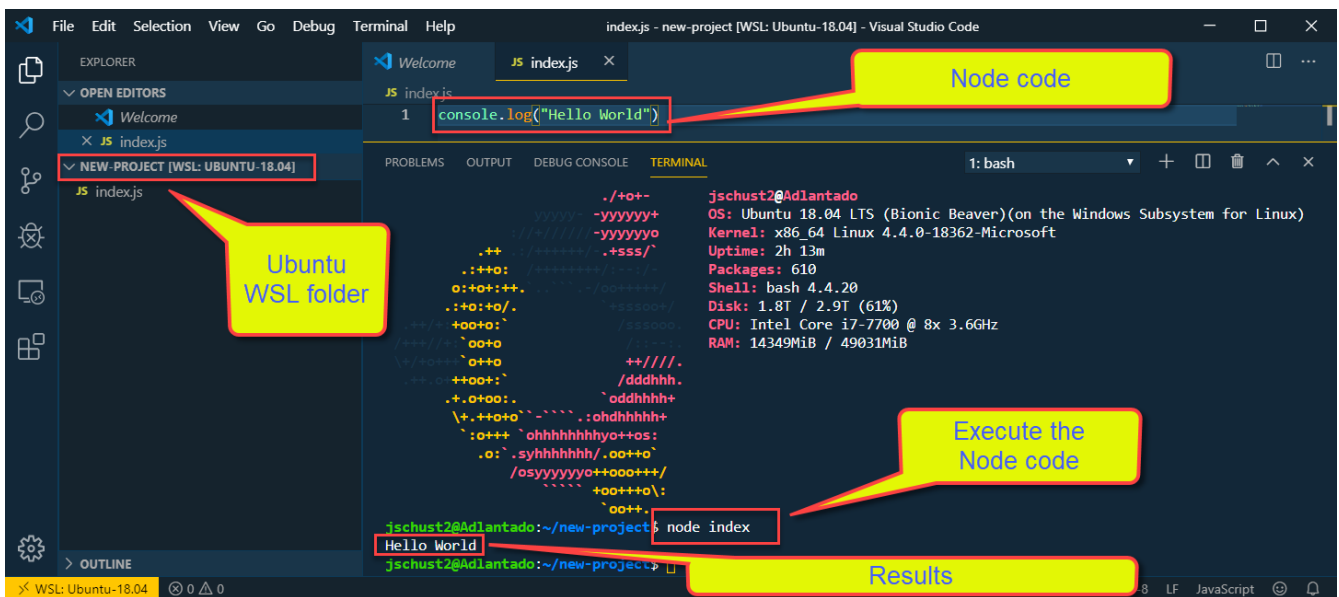 File Edit Selection View Go Debug Terminal Help
index.js - new-project [WSL: Ubuntu-18.04] - Visual Studio Code
EXPLORER
OPEN EDITORS
Welcome
JS index.js
NEW-PROJECT [WSL: UBUNTU-18.04]
JS index.js
Ubuntu
WSL folder
OUTLINE
Welcome JS index.js
JS index.js
1 console.log("Hello World")
Node code
PROBLEMS OUTPUT DEBUG CONSOLE TERMINAL 1: bash
jschust2@Adlantado
OS: Ubuntu 18.04 LTS (Bionic Beaver)(on the Windows Subsystem for Linux)
Kernel: x86_64 Linux 4.4.0-18362-Microsoft
Uptime: 2h 13m
Packages: 610
Shell: bash 4.4.20
Disk: 1.8T / 2.9T (61%)
CPU: Intel Core i7-7700 @ 8x 3.6GHz
RAM: 14349MiB / 49031MiB
Execute the
Node code
jschust2@Adlantado:~/new-project$ node index
Hello World
jschust2@Adlantado:~/new-project$
Results
WSL: Ubuntu-18.04 0 0 LF JavaScript